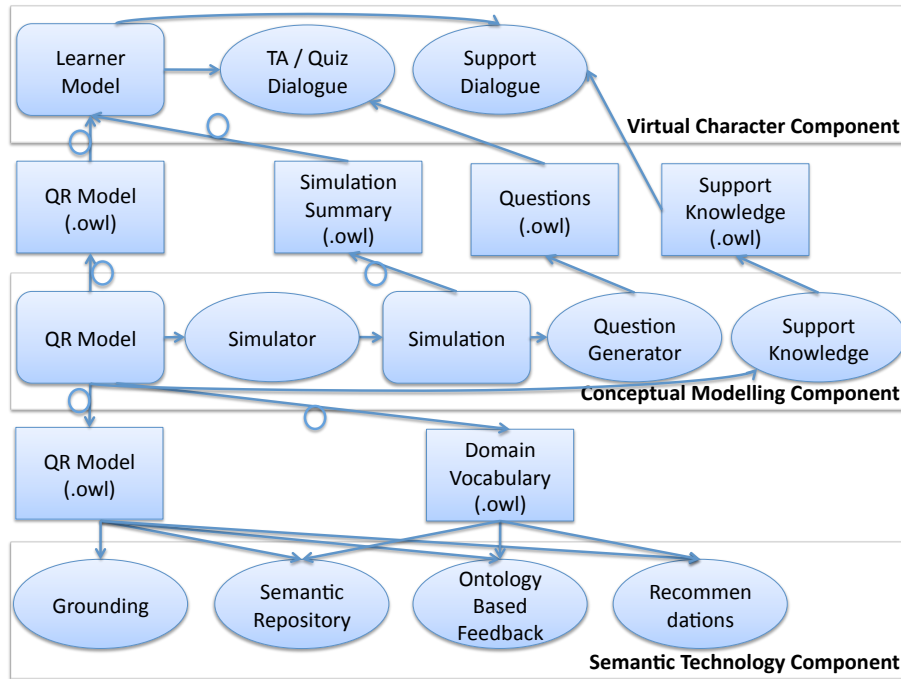 Learner
Model
TA / Quiz
Dialogue
Support
Dialogue
Virtual Character Component
QR Model
(.owl)
Simulation
Summary
(.owl)
Questions
(.owl)
Support
Knowledge
(.owl)
QR Model
Simulator
Simulation
Question
Generator
Support
Knowledge
Conceptual Modelling Component
QR Model
(.owl)
Domain
Vocabulary
(.owl)
Grounding
Semantic
Repository
Ontology
Based
Feedback
Recommen
dations
Semantic Technology Component